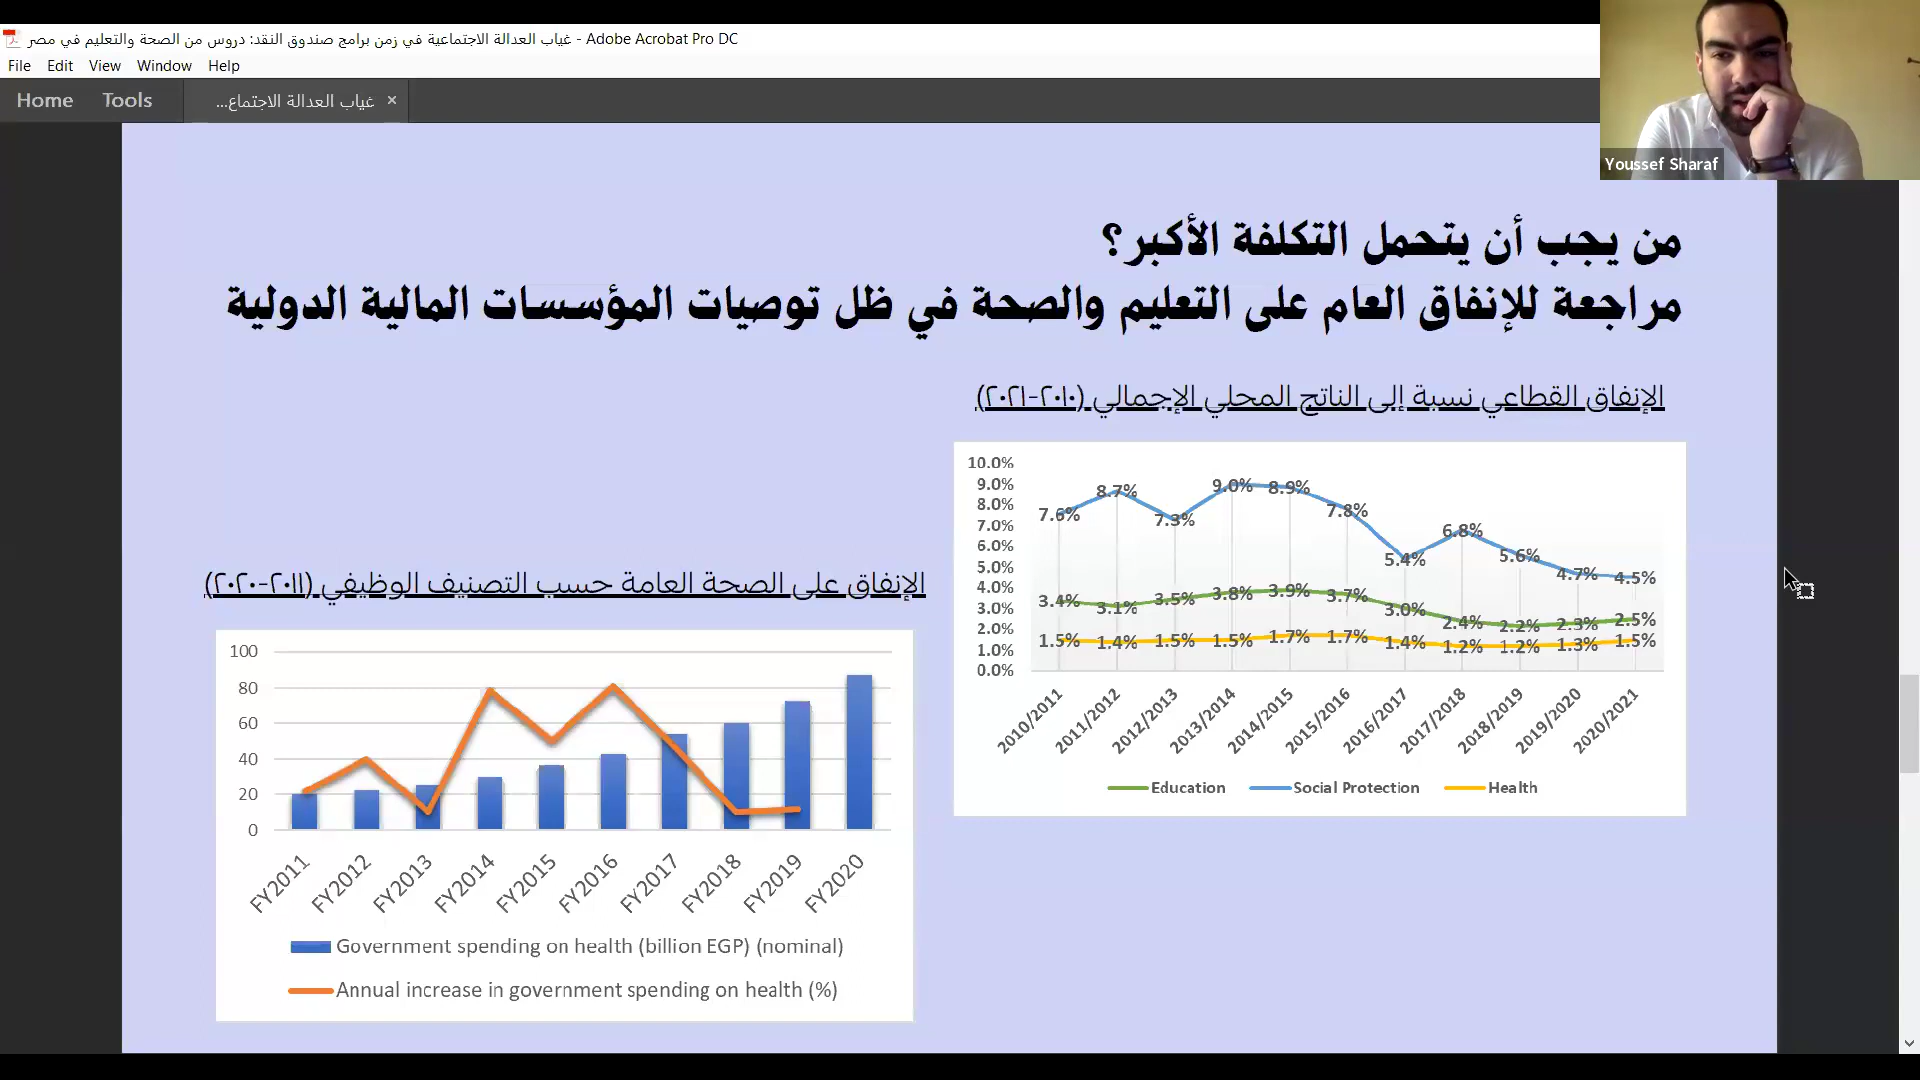 غياب العدالة الاجتماعية في زمن برامج صندوق النقد: دروس من الصحة والتعليم في مصر - Adobe Acrobat Pro DC
File Edit View Window Help
Home Tools غياب العدالة الاجتماع... ×
Youssef Sharaf
من يجب أن يتحمل التكلفة الأكبر؟
مراجعة للإنفاق العام على التعليم والصحة في ظل توصيات المؤسسات المالية الدولية
الإنفاق القطاعي نسبة إلى الناتج المحلي الإجمالي (٢٠١٠-٢٠٢١)
10.0%
9.0%
8.0%
7.0%
6.0%
5.0%
4.0%
3.0%
2.0%
1.0%
0.0%
7.6% 8.7% 7.3% 9.0% 8.9% 7.8% 5.4% 6.8% 5.6% 4.7% 4.5%
3.4% 3.1% 3.5% 3.8% 3.9% 3.7% 3.0% 2.4% 2.2% 2.3% 2.5%
1.5% 1.4% 1.5% 1.5% 1.7% 1.7% 1.4% 1.2% 1.2% 1.3% 1.5%
2010/2011 2011/2012 2012/2013 2013/2014 2014/2015 2015/2016 2016/2017 2017/2018 2018/2019 2019/2020 2020/2021
Education Social Protection Health
الإنفاق على الصحة العامة حسب التصنيف الوظيفي (٢٠١١-٢٠٢٠)
100
80
60
40
20
0
FY2011 FY2012 FY2013 FY2014 FY2015 FY2016 FY2017 FY2018 FY2019 FY2020
Government spending on health (billion EGP) (nominal)
Annual increase in government spending on health (%)